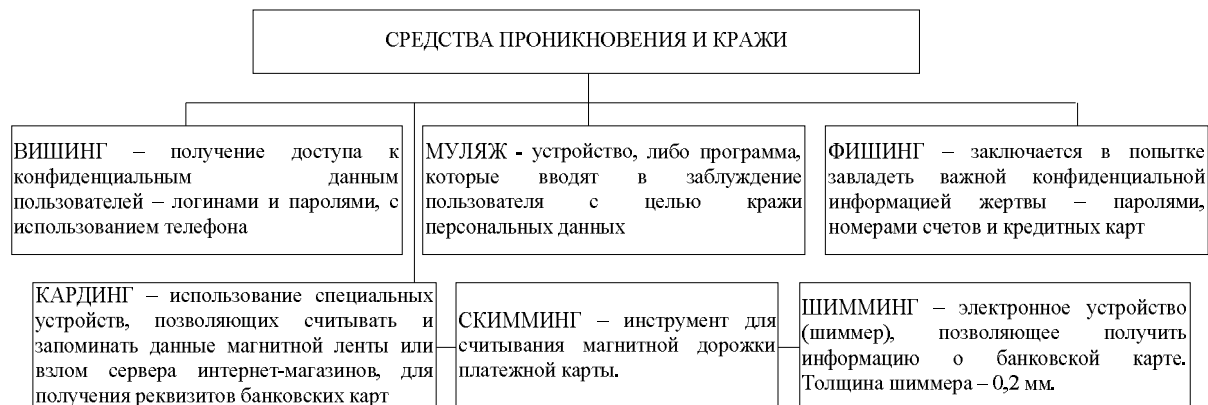 СРЕДСТВА ПРОНИКНОВЕНИЯ И КРАЖИ
ВИШИНГ – получение доступа к
конфиденциальным данным
пользователей – логинами и паролями, с
использованием телефона
МУЛЯЖ - устройство, либо программа,
которые вводят в заблуждение
пользователя с целью кражи
персональных данных
ФИШИНГ – заключается в попытке
завладеть важной конфиденциальной
информацией жертвы – паролями,
номерами счетов и кредитных карт
КАРДИНГ – использование специальных
устройств, позволяющих считывать и
запоминать данные магнитной ленты или
взлом сервера интернет-магазинов, для
получения реквизитов банковских карт
СКИММИНГ – инструмент для
считывания магнитной дорожки
платежной карты.
ШИММИНГ – электронное устройство
(шиммер), позволяющее получить
информацию о банковской карте.
Толщина шиммера – 0,2 мм.